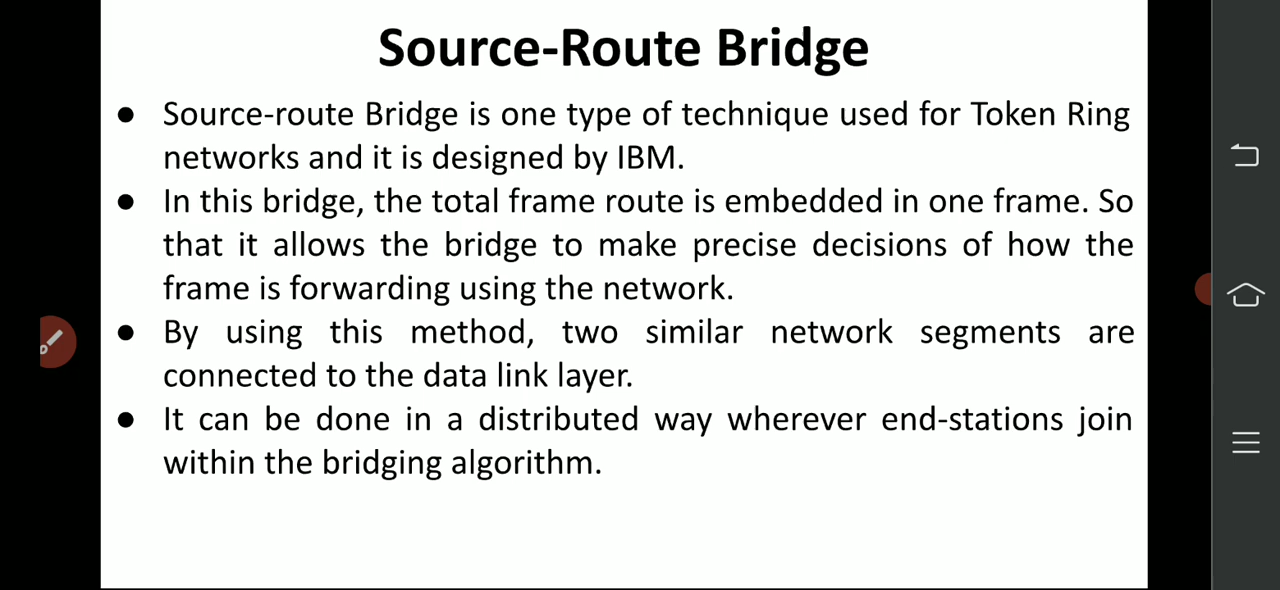 Source-Route Bridge
● Source-route Bridge is one type of technique used for Token Ring
networks and it is designed by IBM.
● In this bridge, the total frame route is embedded in one frame. So
that it allows the bridge to make precise decisions of how the
frame is forwarding using the network.
● By using this method, two similar network segments are
connected to the data link layer.
● It can be done in a distributed way wherever end-stations join
within the bridging algorithm.